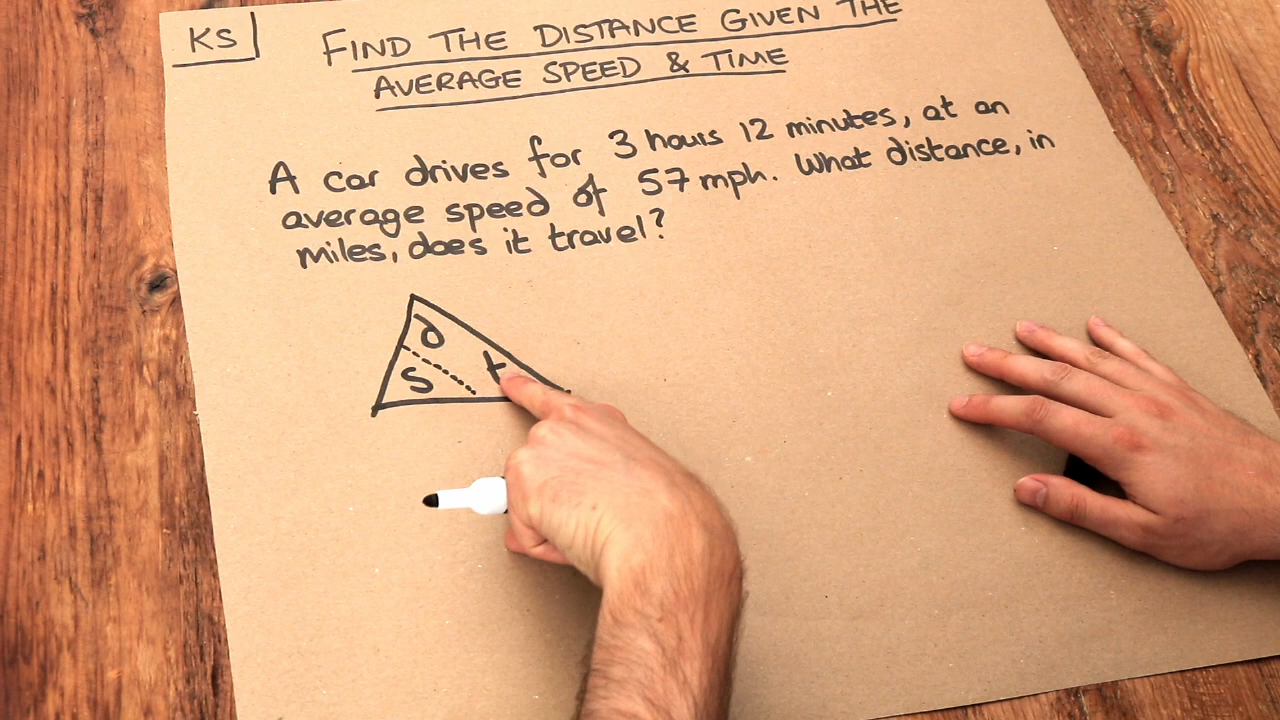 KS
FIND THE DISTANCE GIVEN THE
AVERAGE SPEED & TIME
A car drives for 3 hours 12 minutes, at an
average speed of 57 mph. What distance, in
miles, does it travel?
d
s t